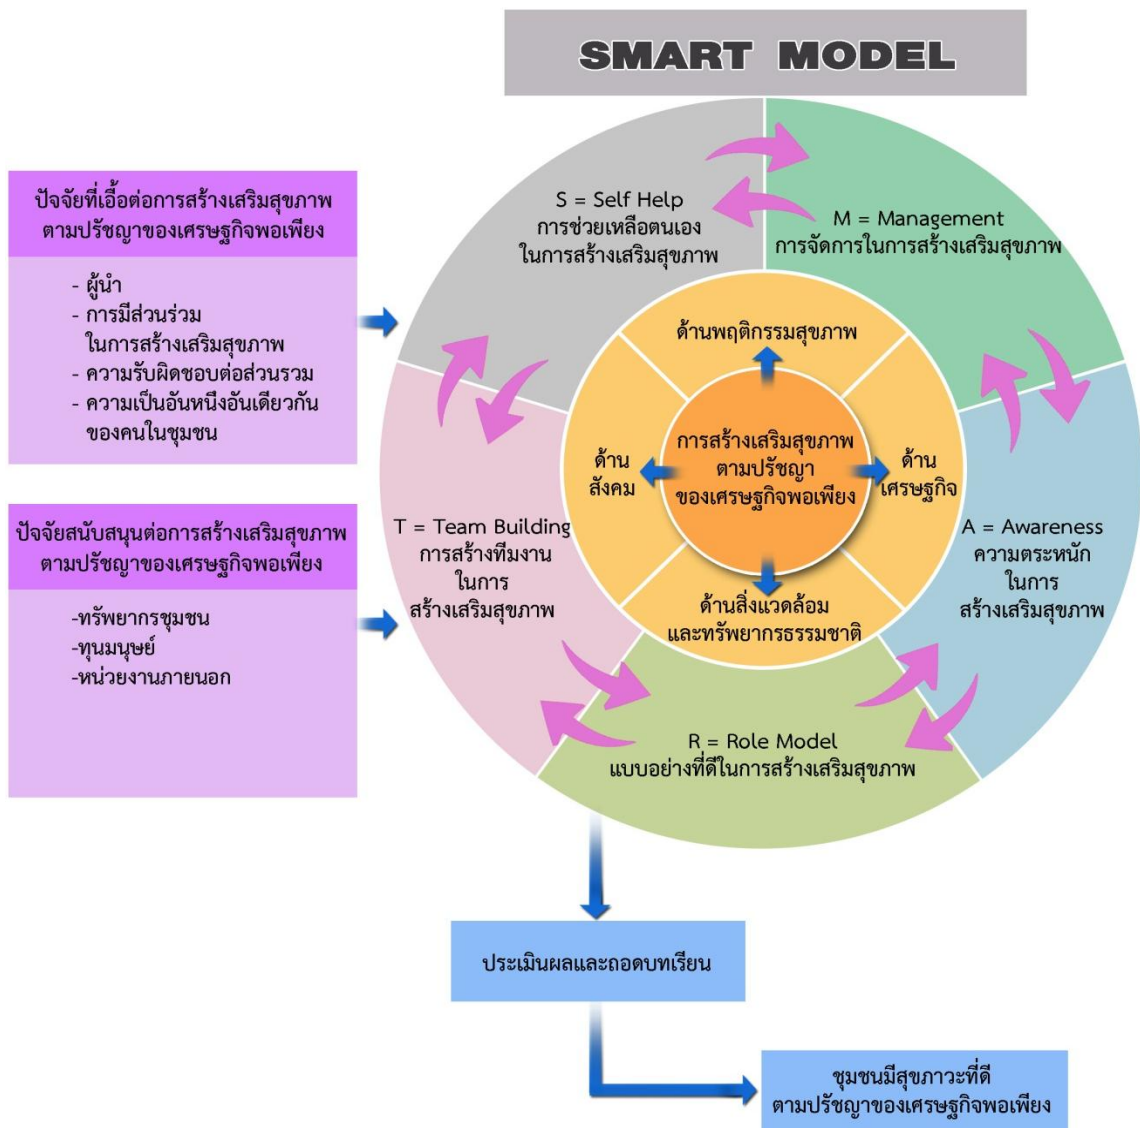 SMART MODEL
ปัจจัยที่เอื้อต่อการสร้างเสริมสุขภาพ
ตามปรัชญาของเศรษฐกิจพอเพียง
- ผู้นำ
- การมีส่วนร่วม
ในการสร้างเสริมสุขภาพ
- ความรับผิดชอบต่อส่วนรวม
- ความเป็นอันหนึ่งอันเดียวกัน
ของคนในชุมชน
ปัจจัยสนับสนุนต่อการสร้างเสริมสุขภาพ
ตามปรัชญาของเศรษฐกิจพอเพียง
-ทรัพยากรชุมชน
-ทุนมนุษย์
-หน่วยงานภายนอก
S = Self Help
การช่วยเหลือตนเอง
ในการสร้างเสริมสุขภาพ
M = Management
การจัดการในการสร้างเสริมสุขภาพ
A = Awareness
ความตระหนัก
ในการ
สร้างเสริมสุขภาพ
R = Role Model
แบบอย่างที่ดีในการสร้างเสริมสุขภาพ
T = Team Building
การสร้างทีมงาน
ในการ
สร้างเสริมสุขภาพ
ด้านพฤติกรรมสุขภาพ
ด้าน
สังคม
การสร้างเสริมสุขภาพ
ตามปรัชญา
ของเศรษฐกิจพอเพียง
ด้าน
เศรษฐกิจ
ด้านสิ่งแวดล้อม
และทรัพยากรธรรมชาติ
ประเมินผลและถอดบทเรียน
ชุมชนมีสุขภาวะที่ดี
ตามปรัชญาของเศรษฐกิจพอเพียง